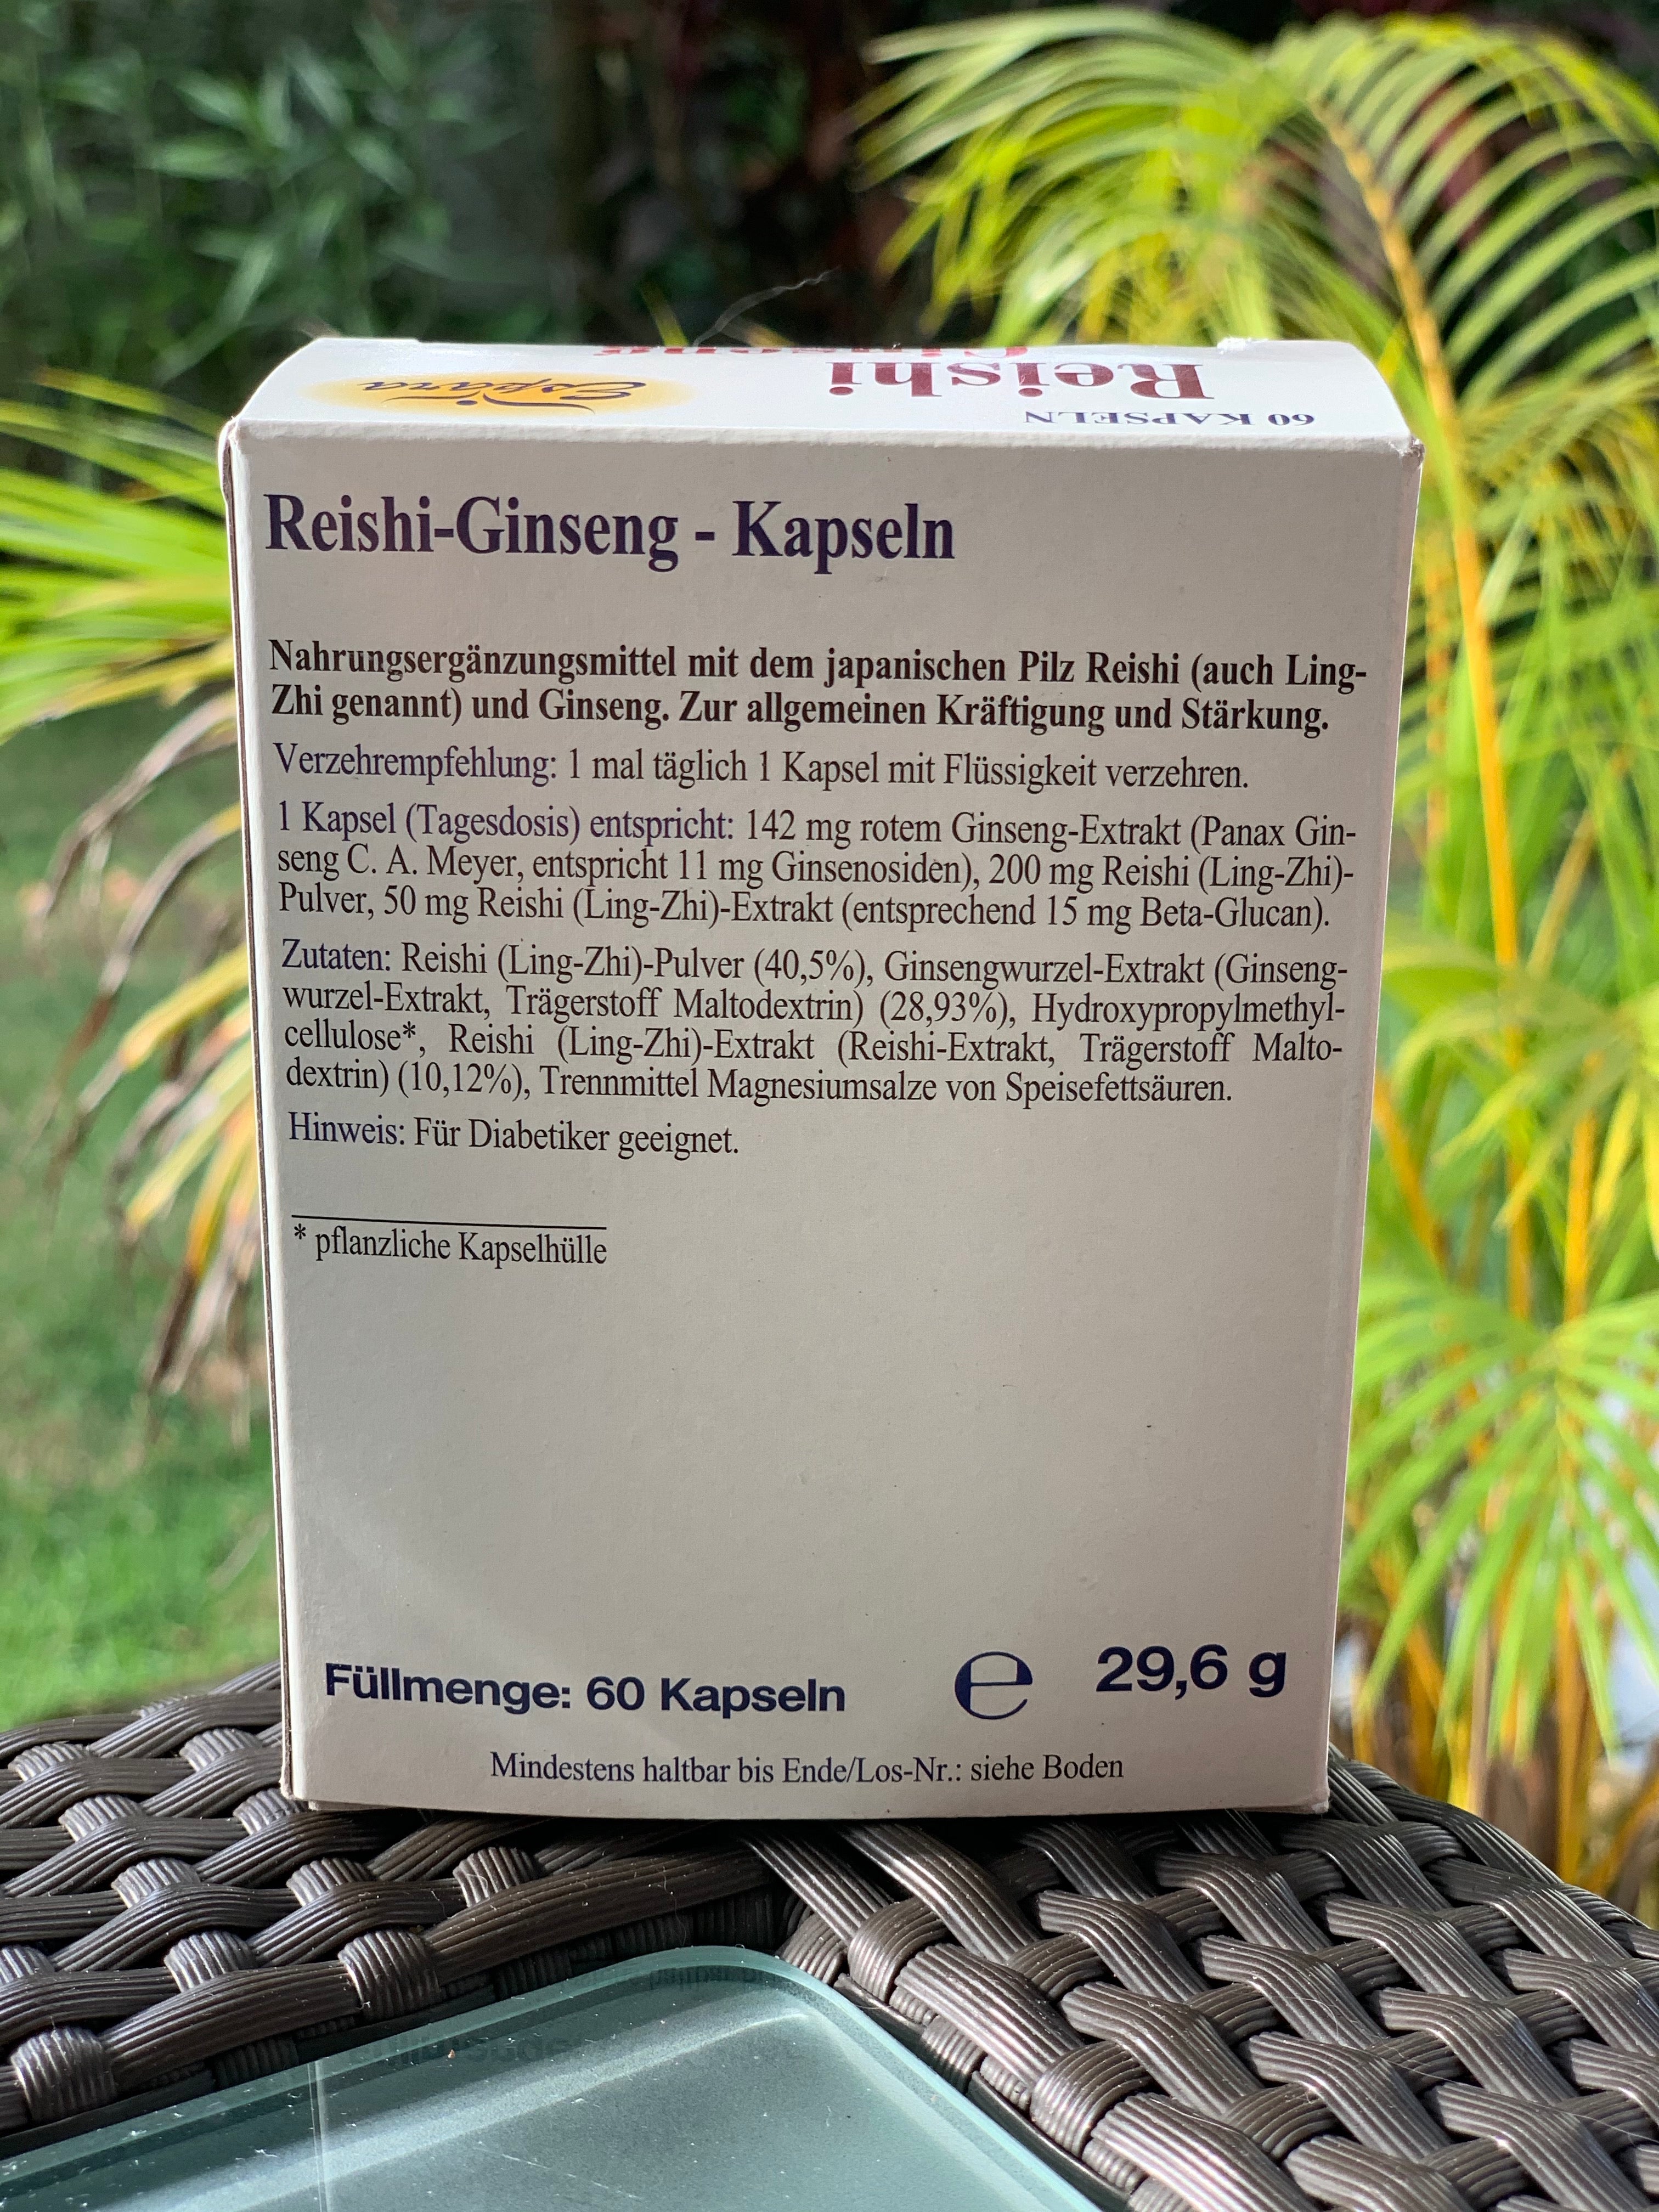 60 KAPSELN
Reishi
Ginseng
Espara
Reishi-Ginseng - Kapseln
Nahrungsergänzungsmittel mit dem japanischen Pilz Reishi (auch Ling-
Zhi genannt) und Ginseng. Zur allgemeinen Kräftigung und Stärkung.
Verzehrempfehlung: 1 mal täglich 1 Kapsel mit Flüssigkeit verzehren.
1 Kapsel (Tagesdosis) entspricht: 142 mg rotem Ginseng-Extrakt (Panax Gin-
seng C. A. Meyer, entspricht 11 mg Ginsenosiden), 200 mg Reishi (Ling-Zhi)-
Pulver, 50 mg Reishi (Ling-Zhi)-Extrakt (entsprechend 15 mg Beta-Glucan).
Zutaten: Reishi (Ling-Zhi)-Pulver (40,5%), Ginsengwurzel-Extrakt (Ginseng-
wurzel-Extrakt, Trägerstoff Maltodextrin) (28,93%), Hydroxypropylmethyl-
cellulose*, Reishi (Ling-Zhi)-Extrakt (Reishi-Extrakt, Trägerstoff Malto-
dextrin) (10,12%), Trennmittel Magnesiumsalze von Speisefettsäuren.
Hinweis: Für Diabetiker geeignet.
* pflanzliche Kapselhülle
Füllmenge: 60 Kapseln ℮ 29,6 g
Mindestens haltbar bis Ende/Los-Nr.: siehe Boden